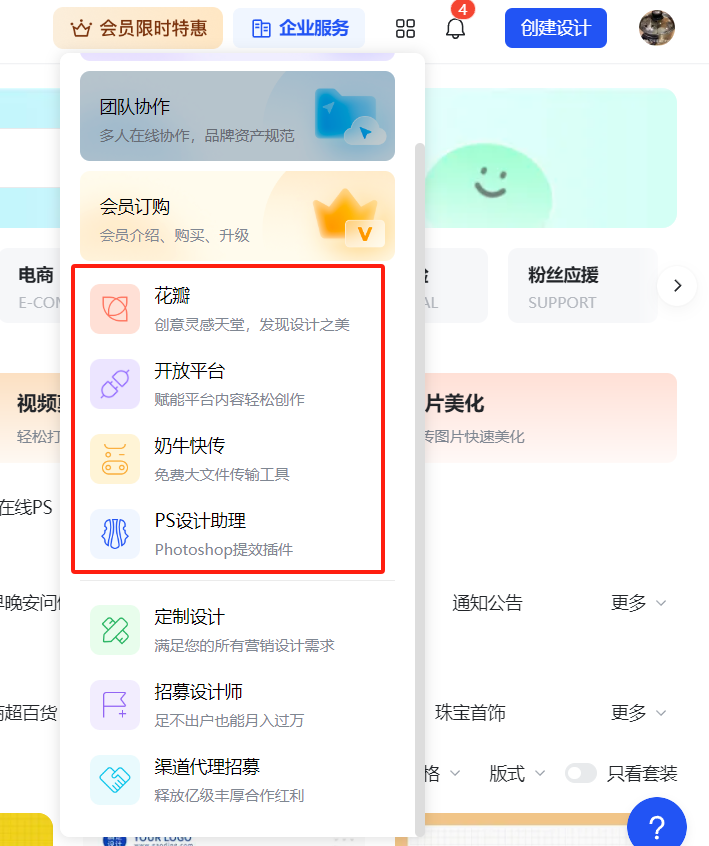 会员限时特惠
企业服务
4
创建设计
团队协作
多人在线协作，品牌资产规范
会员订购
会员介绍、购买、升级
V
电商
E-COM
粉丝应援
SUPPORT
AL
花瓣
创意灵感天堂，发现设计之美
开放平台
赋能平台内容轻松创作
视频
轻松打
片美化
传图片快速美化
奶牛快传
免费大文件传输工具
在线PS
PS设计助理
Photoshop提效插件
早晚安问候
通知公告
更多
定制设计
满足您的所有营销设计需求
招募设计师
足不出户也能月入过万
商超百货
珠宝首饰
更多
渠道代理招募
释放亿级丰厚合作红利
格
版式
只看套装
YOUR LOGO
?